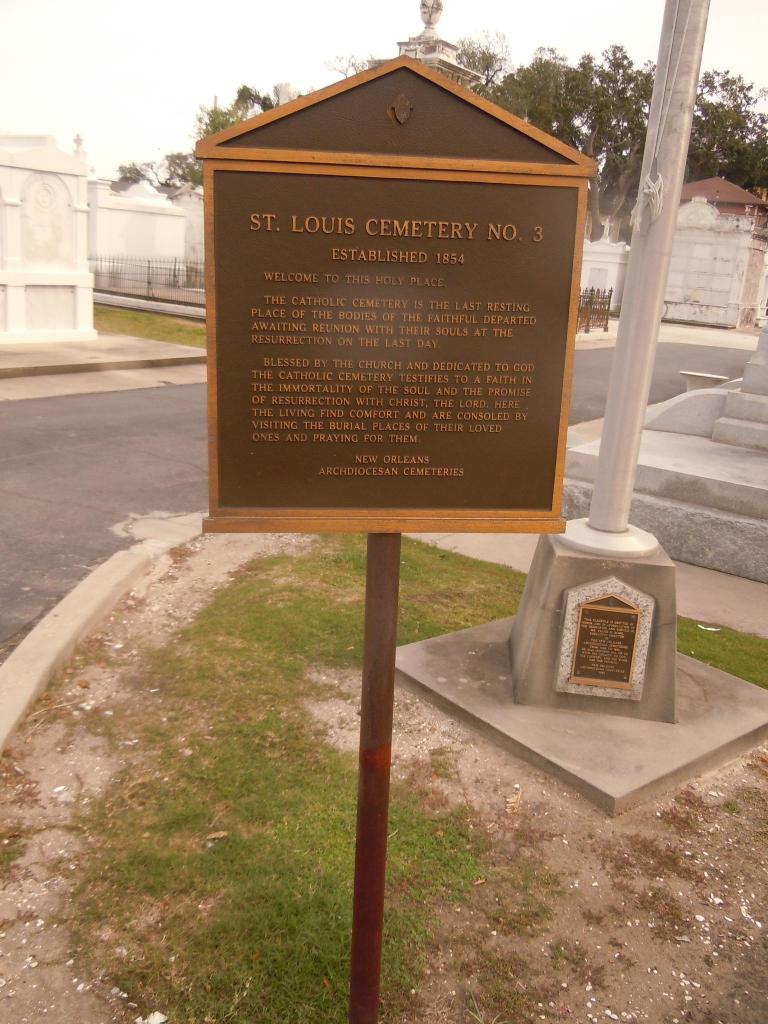 ST. LOUIS CEMETERY NO. 3
ESTABLISHED 1854
WELCOME TO THIS HOLY PLACE.
THE CATHOLIC CEMETERY IS THE LAST RESTING
PLACE OF THE BODIES OF THE FAITHFUL DEPARTED
AWAITING REUNION WITH THEIR SOULS AT THE
RESURRECTION ON THE LAST DAY.
BLESSED BY THE CHURCH AND DEDICATED TO GOD
THE CATHOLIC CEMETERY TESTIFIES TO A FAITH IN
THE IMMORTALITY OF THE SOUL AND THE PROMISE
OF RESURRECTION WITH CHRIST, THE LORD. HERE
THE LIVING FIND COMFORT AND ARE CONSOLED BY
VISITING THE BURIAL PLACES OF THEIR LOVED
ONES AND PRAYING FOR THEM.
NEW ORLEANS
ARCHDIOCESAN CEMETERIES